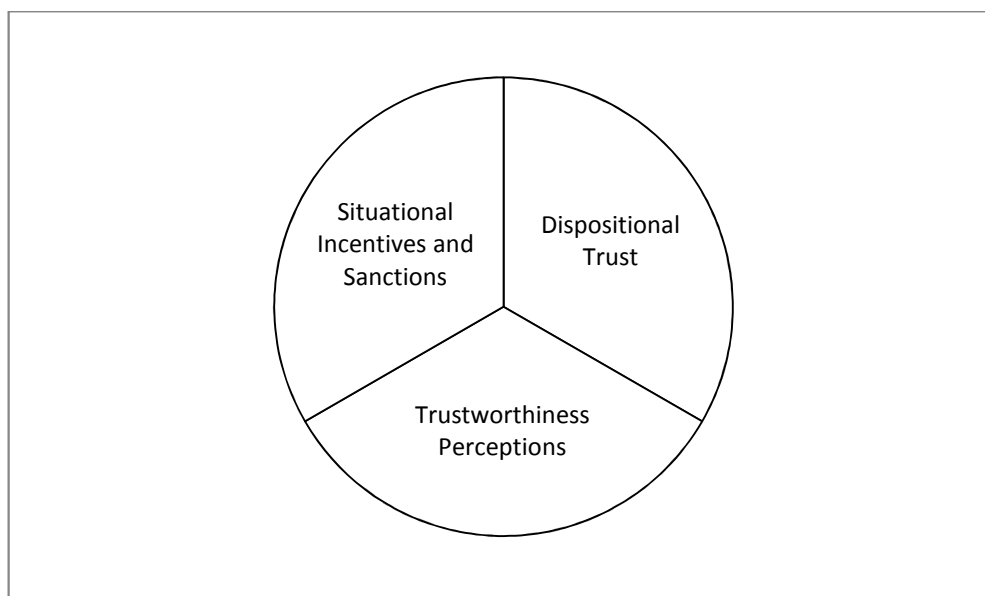 Situational
Incentives and
Sanctions
Dispositional
Trust
Trustworthiness
Perceptions